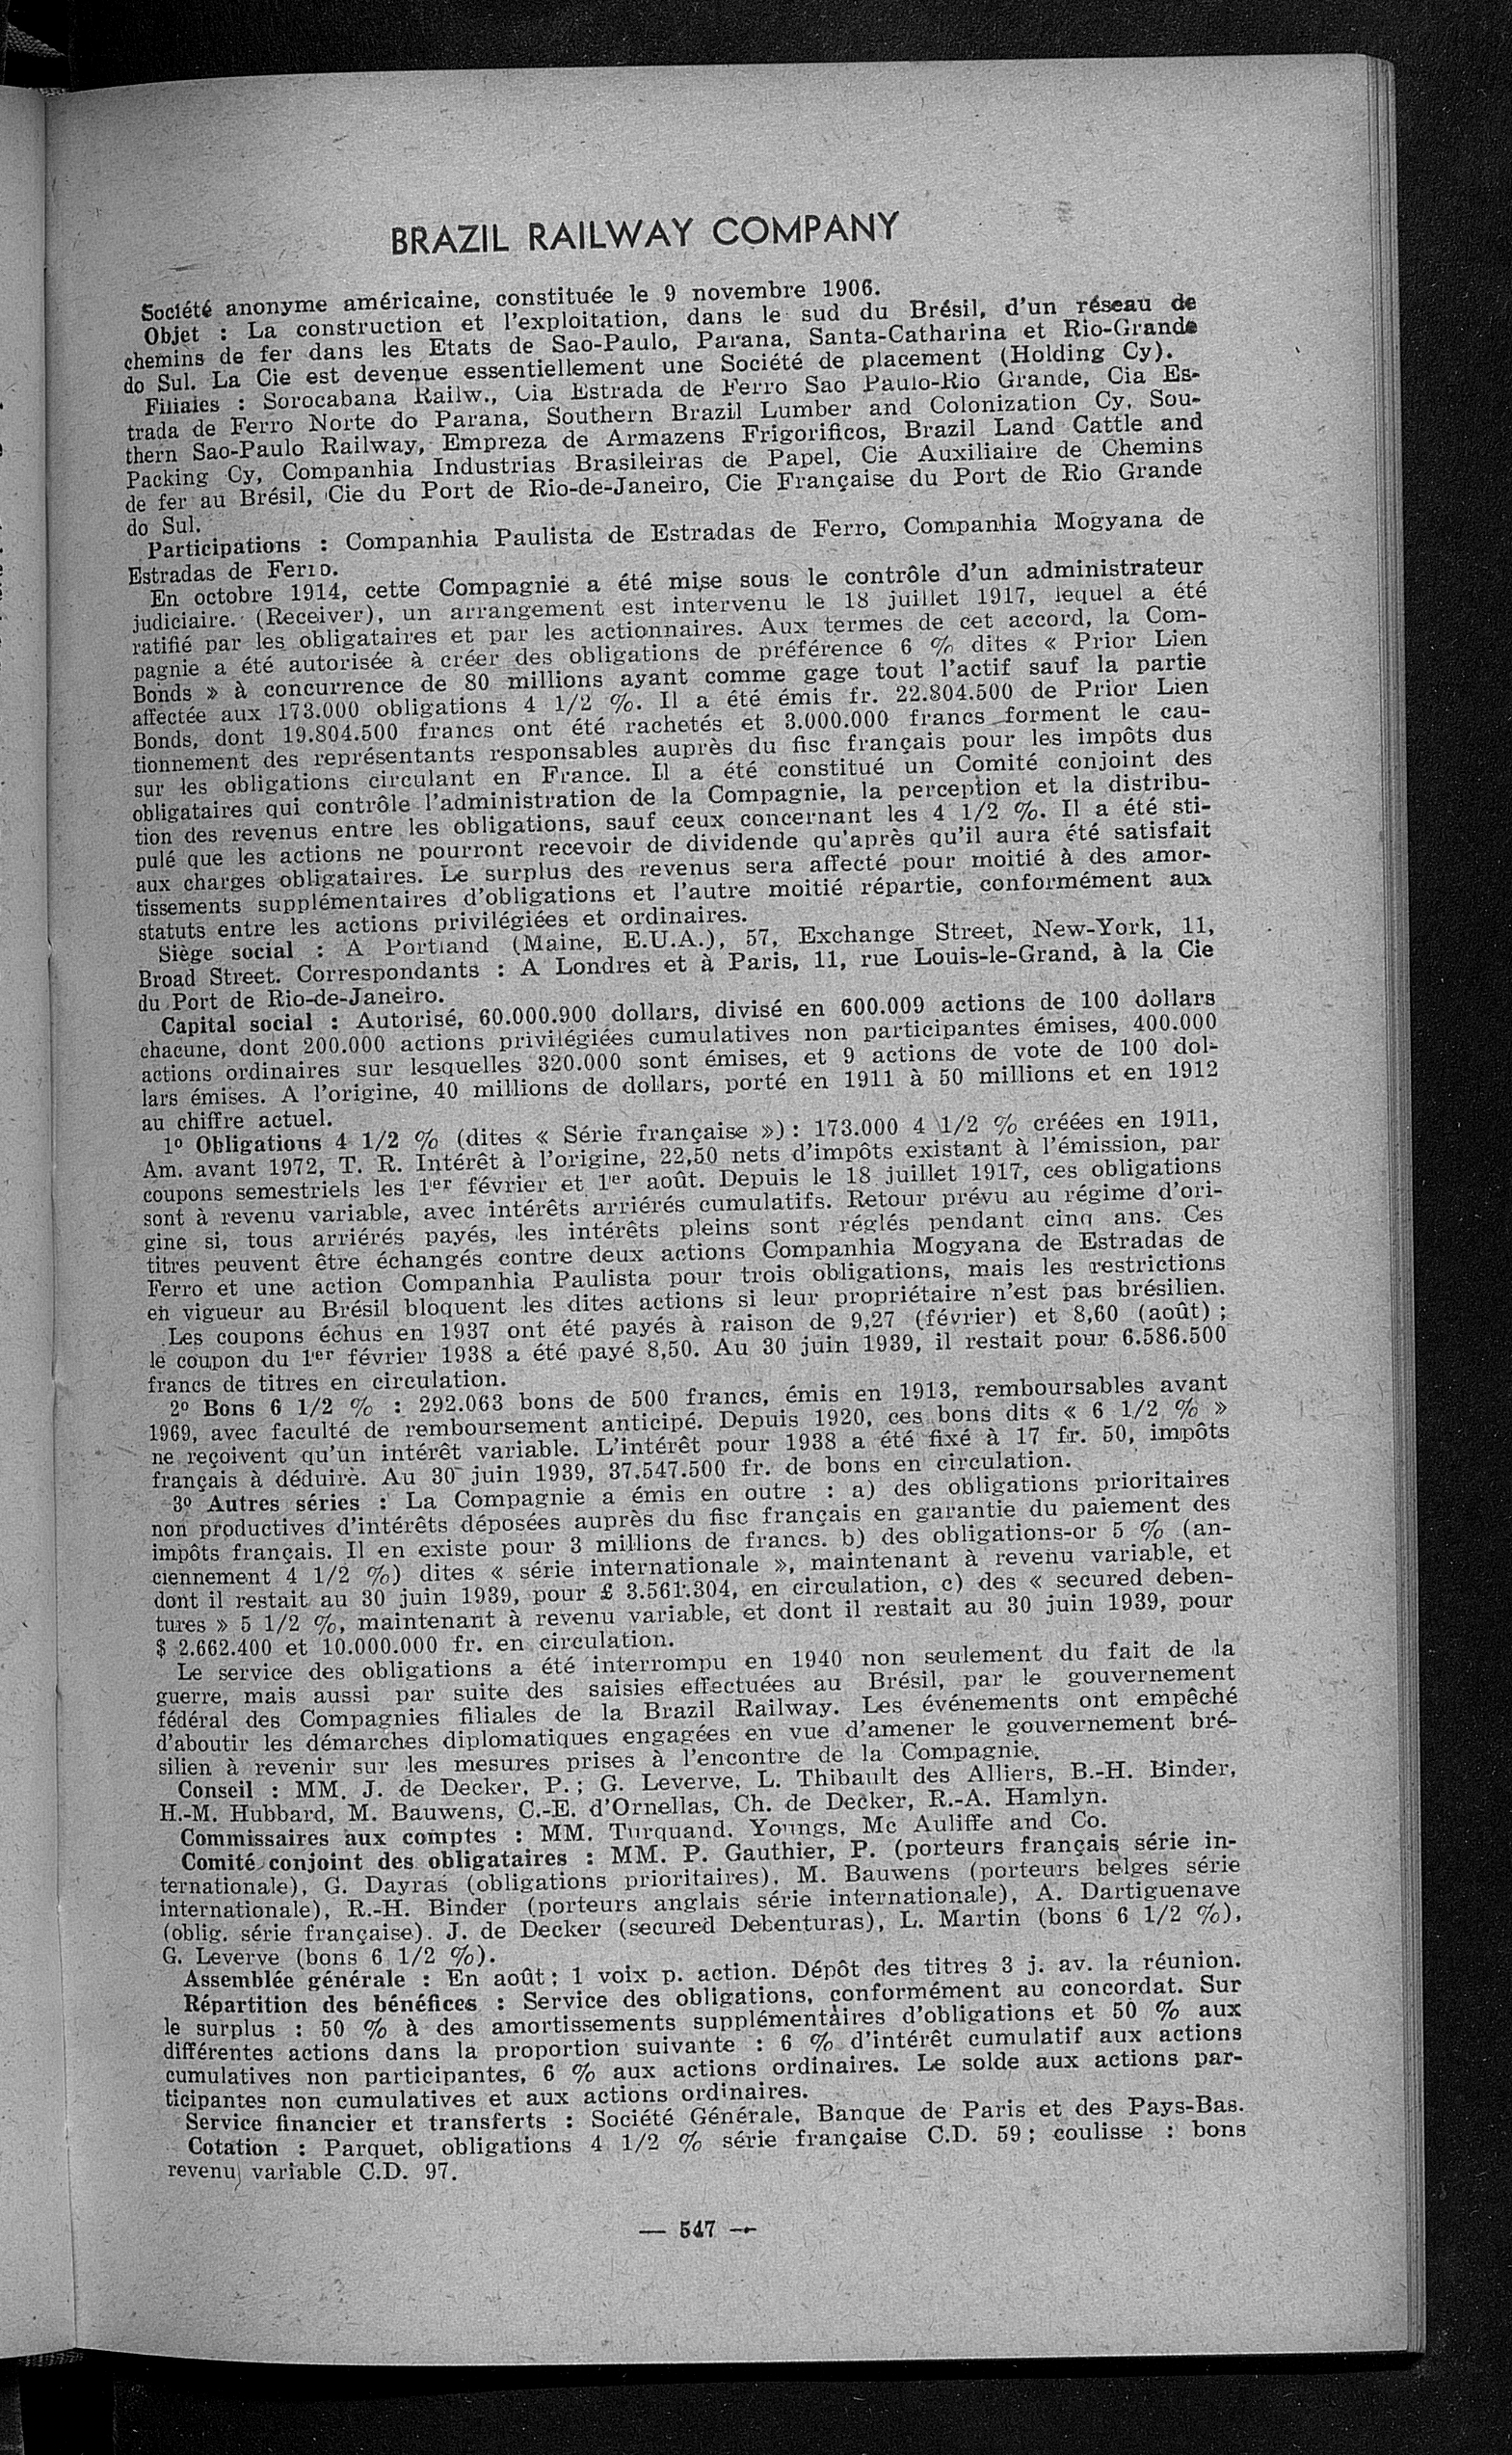 BRAZIL RAILWAY COMPANY
Société anonyme américaine, constituée le 9 novembre 1906.
Objet : La construction et l'exploitation, dans le sud du Brésil, d'un réseau de
chemins de fer dans les Etats de Sao-Paulo, Parana, Santa-Catharina et Rio-Grande
do Sul. La Cie est devenue essentiellement une Société de placement (Holding Cy).
Filiales : Sorocabana Railw., Cia Estrada de Ferro Sao Paulo-Rio Grande, Cia Es-
trada de Ferro Norte do Parana, Southern Brazil Lumber and Colonization Cy, Sou-
thern Sao-Paulo Railway, Empreza de Armazens Frigorificos, Brazil Land Cattle and
Packing Cy, Companhia Industrias Brasileiras de Papel, Cie Auxiliaire de Chemins
de fer au Brésil, Cie du Port de Rio-de-Janeiro, Cie Française du Port de Rio Grande
do Sul.
Participations : Companhia Paulista de Estradas de Ferro, Companhia Mogyana de
Estradas de Ferro.
En octobre 1914, cette Compagnie a été mise sous le contrôle d'un administrateur
judiciaire. (Receiver), un arrangement est intervenu le 18 juillet 1917, lequel a été
ratifié par les obligataires et par les actionnaires. Aux termes de cet accord, la Com-
pagnie a été autorisée à créer des obligations de préférence 6 % dites « Prior Lien
Bonds » à concurrence de 80 millions ayant comme gage tout l'actif sauf la partie
affectée aux 173.000 obligations 4 1/2 %. Il a été émis fr. 22.804.500 de Prior Lien
Bonds, dont 19.804.500 francs ont été rachetés et 3.000.000 francs forment le cau-
tionnement des représentants responsables auprès du fisc français pour les impôts dus
sur les obligations circulant en France. Il a été constitué un Comité conjoint des
obligataires qui contrôle l'administration de la Compagnie, la perception et la distribu-
tion des revenus entre les obligations, sauf ceux concernant les 4 1/2 %. Il a été sti-
pulé que les actions ne pourront recevoir de dividende qu'après qu'il aura été satisfait
aux charges obligataires. Le surplus des revenus sera affecté pour moitié à des amor-
tissements supplémentaires d'obligations et l'autre moitié répartie, conformément aux
statuts entre les actions privilégiées et ordinaires.
Siège social : A Portland (Maine, E.U.A.), 57, Exchange Street, New-York, 11,
Broad Street. Correspondants : A Londres et à Paris, 11, rue Louis-le-Grand, à la Cie
du Port de Rio-de-Janeiro.
Capital social : Autorisé, 60.000.900 dollars, divisé en 600.009 actions de 100 dollars
chacune, dont 200.000 actions privilégiées cumulatives non participantes émises, 400.000
actions ordinaires sur lesquelles 320.000 sont émises, et 9 actions de vote de 100 dol-
lars émises. A l'origine, 40 millions de dollars, porté en 1911 à 50 millions et en 1912
au chiffre actuel.
1° Obligations 4 1/2 % (dites « Série française ») : 173.000 4 1/2 % créées en 1911,
Am. avant 1972, T. R. Intérêt à l'origine, 22,50 nets d'impôts existant à l'émission, par
coupons semestriels les 1er février et 1er août. Depuis le 18 juillet 1917, ces obligations
sont à revenu variable, avec intérêts arriérés cumulatifs. Retour prévu au régime d'ori-
gine si, tous arriérés payés, les intérêts pleins sont réglés pendant cinq ans. Ces
titres peuvent être échangés contre deux actions Companhia Mogyana de Estradas de
Ferro et une action Companhia Paulista pour trois obligations, mais les restrictions
en vigueur au Brésil bloquent les dites actions si leur propriétaire n'est pas brésilien.
Les coupons échus en 1937 ont été payés à raison de 9,27 (février) et 8,60 (août) ;
le coupon du 1er février 1938 a été payé 8,50. Au 30 juin 1939, il restait pour 6.586.500
francs de titres en circulation.
2° Bons 6 1/2 % : 292.063 bons de 500 francs, émis en 1913, remboursables avant
1969, avec faculté de remboursement anticipé. Depuis 1920, ces bons dits « 6 1/2 % »
ne reçoivent qu'un intérêt variable. L'intérêt pour 1938 a été fixé à 17 fr. 50, impôts
français à déduire. Au 30 juin 1939, 37.547.500 fr. de bons en circulation.
3° Autres séries : La Compagnie a émis en outre : a) des obligations prioritaires
non productives d'intérêts déposées auprès du fisc français en garantie du paiement des
impôts français. Il en existe pour 3 millions de francs. b) des obligations-or 5 % (an-
ciennement 4 1/2 %) dites « série internationale », maintenant à revenu variable, et
dont il restait au 30 juin 1939, pour £ 3.561.304, en circulation, c) des « secured deben-
tures » 5 1/2 %, maintenant à revenu variable, et dont il restait au 30 juin 1939, pour
$ 2.662.400 et 10.000.000 fr. en circulation.
Le service des obligations a été interrompu en 1940 non seulement du fait de la
guerre, mais aussi par suite des saisies effectuées au Brésil, par le gouvernement
fédéral des Compagnies filiales de la Brazil Railway. Les événements ont empêché
d'aboutir les démarches diplomatiques engagées en vue d'amener le gouvernement bré-
silien à revenir sur les mesures prises à l'encontre de la Compagnie.
Conseil : MM. J. de Decker, P. ; G. Leverve, L. Thibault des Alliers, B.-H. Binder,
H.-M. Hubbard, M. Bauwens, C.-E. d'Ornellas, Ch. de Decker, R.-A. Hamlyn.
Commissaires aux comptes : MM. Turquand, Youngs, Mc Auliffe and Co.
Comité conjoint des obligataires : MM. P. Gauthier, P. (porteurs français série in-
ternationale), G. Dayras (obligations prioritaires), M. Bauwens (porteurs belges série
internationale), R.-H. Binder (porteurs anglais série internationale), A. Dartiguenave
(oblig. série française). J. de Decker (secured Debenturas), L. Martin (bons 6 1/2 %),
G. Leverve (bons 6 1/2 %).
Assemblée générale : En août ; 1 voix p. action. Dépôt des titres 3 j. av. la réunion.
Répartition des bénéfices : Service des obligations, conformément au concordat. Sur
le surplus : 50 % à des amortissements supplémentaires d'obligations et 50 % aux
différentes actions dans la proportion suivante : 6 % d'intérêt cumulatif aux actions
cumulatives non participantes, 6 % aux actions ordinaires. Le solde aux actions par-
ticipantes non cumulatives et aux actions ordinaires.
Service financier et transferts : Société Générale, Banque de Paris et des Pays-Bas.
Cotation : Parquet, obligations 4 1/2 % série française C.D. 59 ; coulisse : bons
revenu variable C.D. 97.
— 547 —